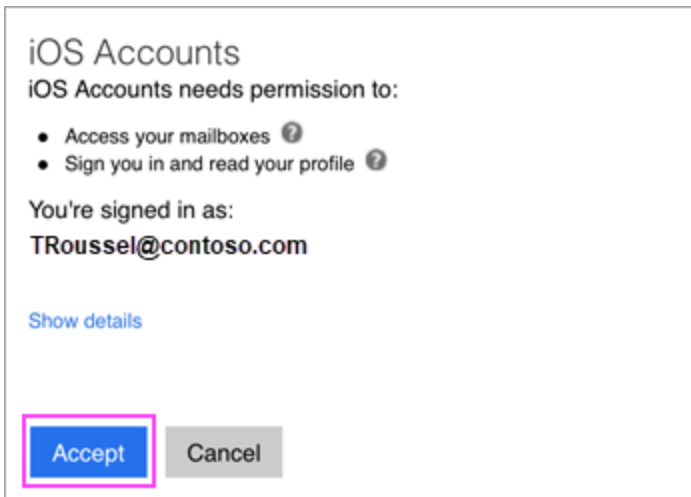 iOS Accounts
iOS Accounts needs permission to:
● Access your mailboxes ?
● Sign you in and read your profile ?
You're signed in as:
TRoussel@contoso.com
Show details
Accept Cancel